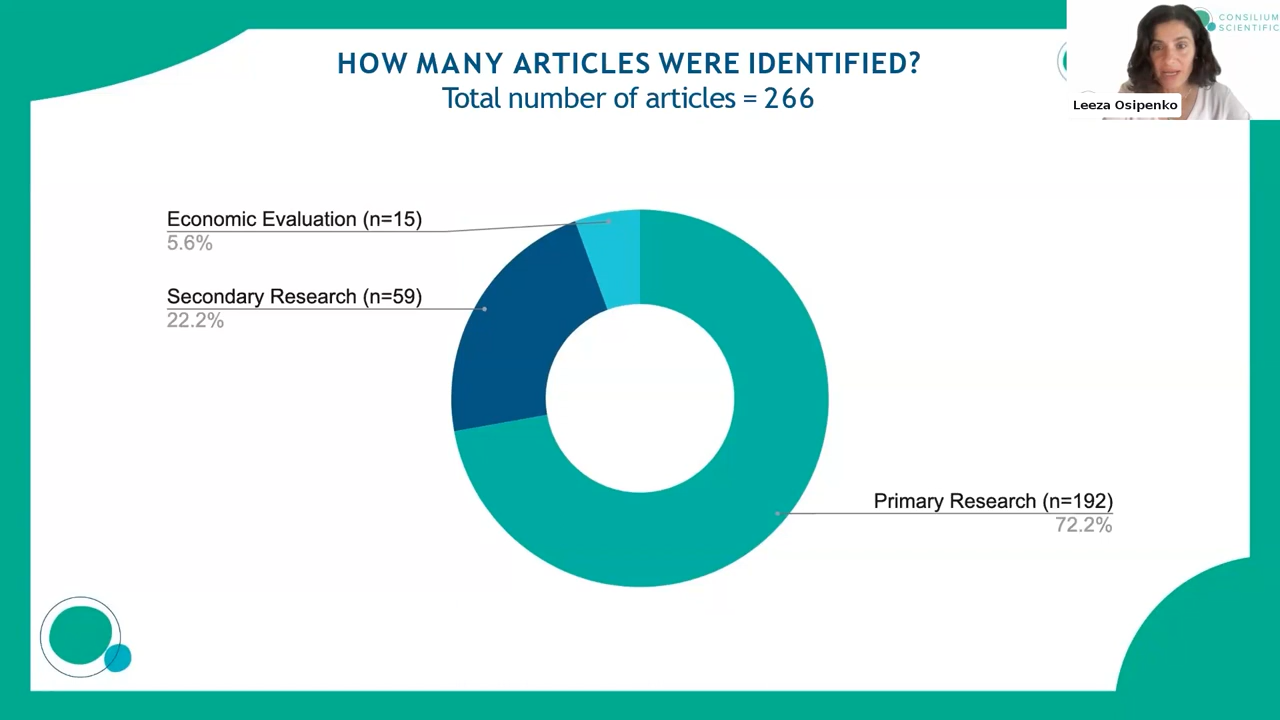 HOW MANY ARTICLES WERE IDENTIFIED?
Total number of articles = 266
CONSILIUM
SCIENTIFIC
Leeza Osipenko
Economic Evaluation (n=15)
5.6%
Secondary Research (n=59)
22.2%
Primary Research (n=192)
72.2%